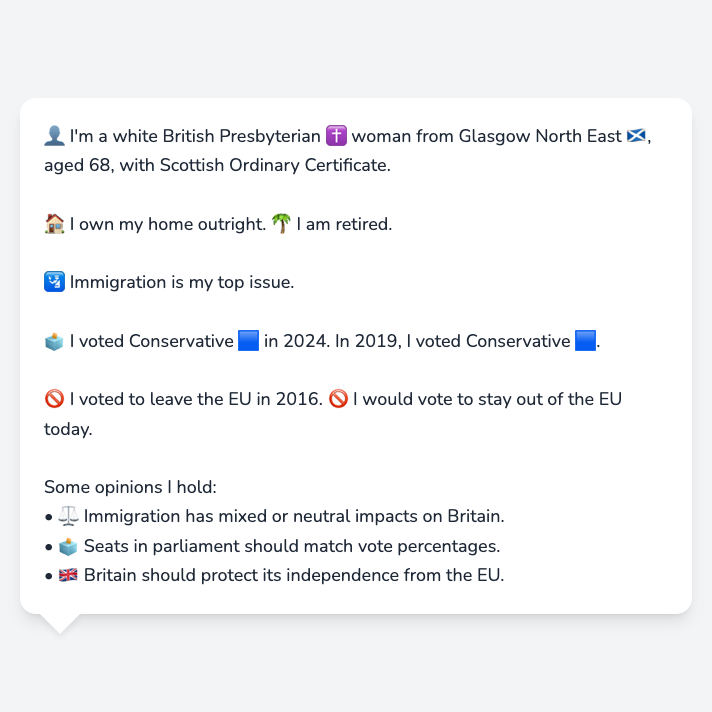 👤 I'm a white British Presbyterian ✝️ woman from Glasgow North East 🏴󠁧󠁢󠁳󠁣󠁴󠁿,
aged 68, with Scottish Ordinary Certificate.
🏠 I own my home outright. 🌴 I am retired.
🛂 Immigration is my top issue.
🗳️ I voted Conservative 🟦 in 2024. In 2019, I voted Conservative 🟦.
🚫 I voted to leave the EU in 2016. 🚫 I would vote to stay out of the EU
today.
Some opinions I hold:
• ⚖️ Immigration has mixed or neutral impacts on Britain.
• 🗳️ Seats in parliament should match vote percentages.
• 🇬🇧 Britain should protect its independence from the EU.